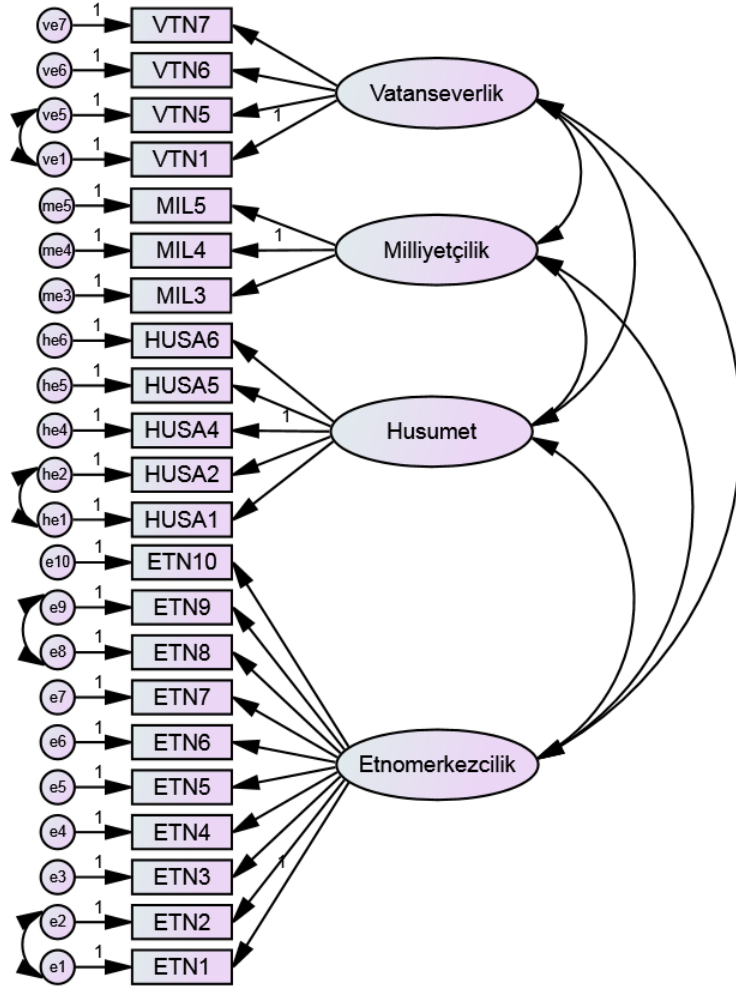 ve7 1 VTN7
ve6 1 VTN6
Vatanseverlik
ve5 1 VTN5 1
ve1 1 VTN1
me5 1 MIL5
me4 1 MIL4 1 Milliyetçilik
me3 1 MIL3
he6 1 HUSA6
he5 1 HUSA5
he4 1 HUSA4 1 Husumet
he2 1 HUSA2
he1 1 HUSA1
e10 1 ETN10
e9 1 ETN9
e8 1 ETN8
e7 1 ETN7
e6 1 ETN6
Etnomerkezcilik
e5 1 ETN5
e4 1 ETN4
e3 1 ETN3 1
e2 1 ETN2
e1 1 ETN1